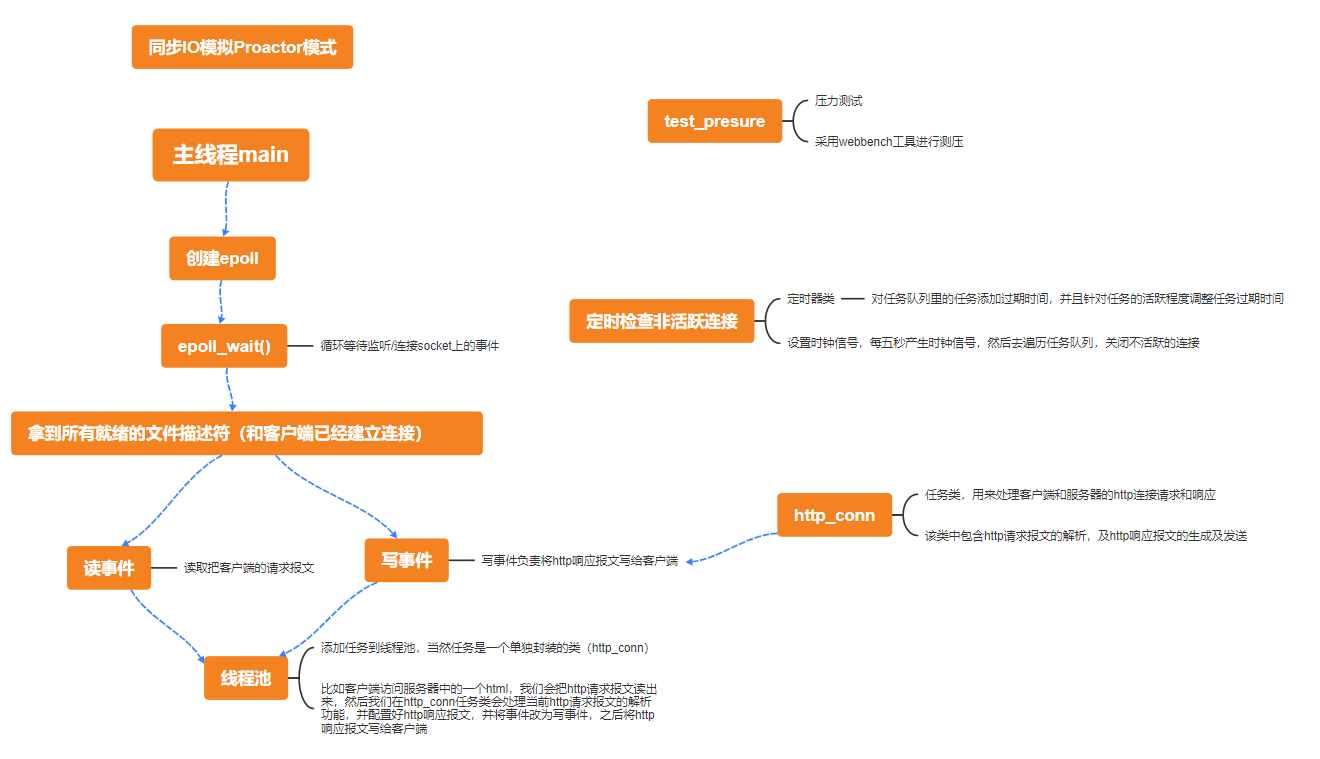 同步IO模拟Proactor模式
主线程main
创建epoll
epoll_wait()
循环等待监听/连接socket上的事件
拿到所有就绪的文件描述符（和客户端已经建立连接）
读事件
读取把客户端的请求报文
写事件
写事件负责将http响应报文写给客户端
线程池
添加任务到线程池，当然任务是一个单独封装的类（http_conn）
比如客户端访问服务器中的一个html，我们会把http请求报文读出
来，然后我们在http_conn任务类会处理当前http请求报文的解析
功能，并配置好http响应报文，并将事件改为写事件，之后将http
响应报文写给客户端
test_presure
压力测试
采用webbench工具进行测压
定时检查非活跃连接
定时器类
对任务队列里的任务添加过期时间，并且针对任务的活跃程度调整任务过期时间
设置时钟信号，每五秒产生时钟信号，然后去遍历任务队列，关闭不活跃的连接
http_conn
任务类，用来处理客户端和服务器的http连接请求和响应
该类中包含http请求报文的解析，及http响应报文的生成及发送